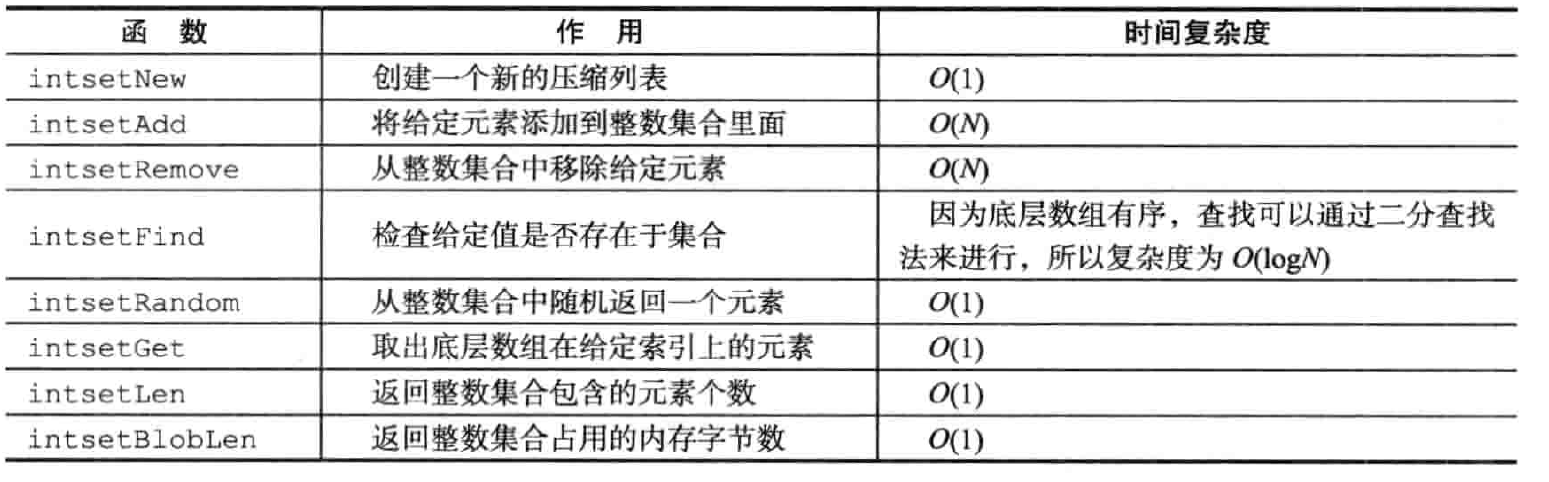 函 数 作 用 时间复杂度
intsetNew 创建一个新的压缩列表 O(1)
intsetAdd 将给定元素添加到整数集合里面 O(N)
intsetRemove 从整数集合中移除给定元素 O(N)
intsetFind 检查给定值是否存在于集合 因为底层数组有序，查找可以通过二分查找
法来进行，所以复杂度为 O(logN)
intsetRandom 从整数集合中随机返回一个元素 O(1)
intsetGet 取出底层数组在给定索引上的元素 O(1)
intsetLen 返回整数集合包含的元素个数 O(1)
intsetBlobLen 返回整数集合占用的内存字节数 O(1)